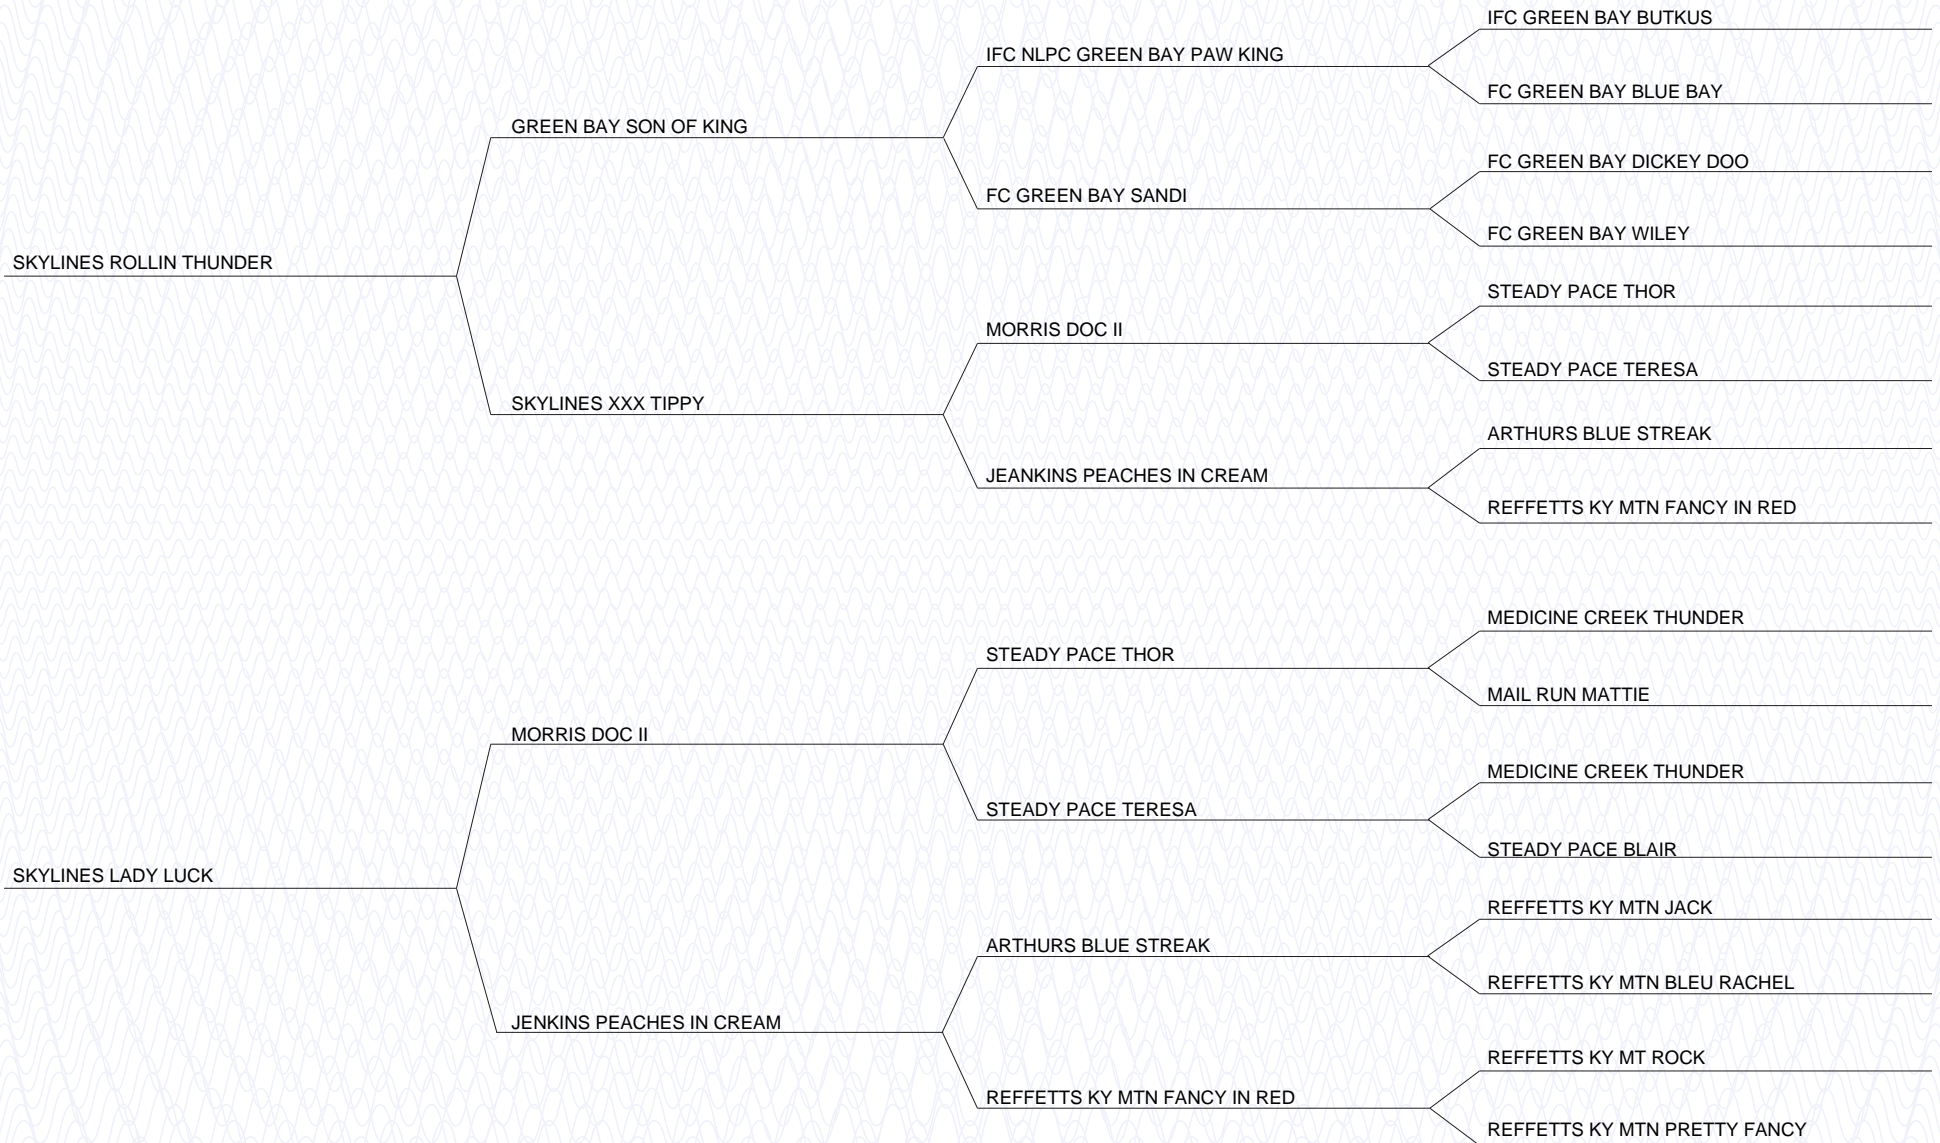 IFC GREEN BAY BUTKUS
IFC NLPC GREEN BAY PAW KING
FC GREEN BAY BLUE BAY
GREEN BAY SON OF KING
FC GREEN BAY DICKEY DOO
FC GREEN BAY SANDI
FC GREEN BAY WILEY
SKYLINES ROLLIN THUNDER
STEADY PACE THOR
MORRIS DOC II
STEADY PACE TERESA
SKYLINES XXX TIPPY
ARTHURS BLUE STREAK
JEANKINS PEACHES IN CREAM
REFFETTS KY MTN FANCY IN RED
MEDICINE CREEK THUNDER
STEADY PACE THOR
MAIL RUN MATTIE
MORRIS DOC II
MEDICINE CREEK THUNDER
STEADY PACE TERESA
STEADY PACE BLAIR
SKYLINES LADY LUCK
REFFETTS KY MTN JACK
ARTHURS BLUE STREAK
REFFETTS KY MTN BLEU RACHEL
JENKINS PEACHES IN CREAM
REFFETTS KY MT ROCK
REFFETTS KY MTN FANCY IN RED
REFFETTS KY MTN PRETTY FANCY